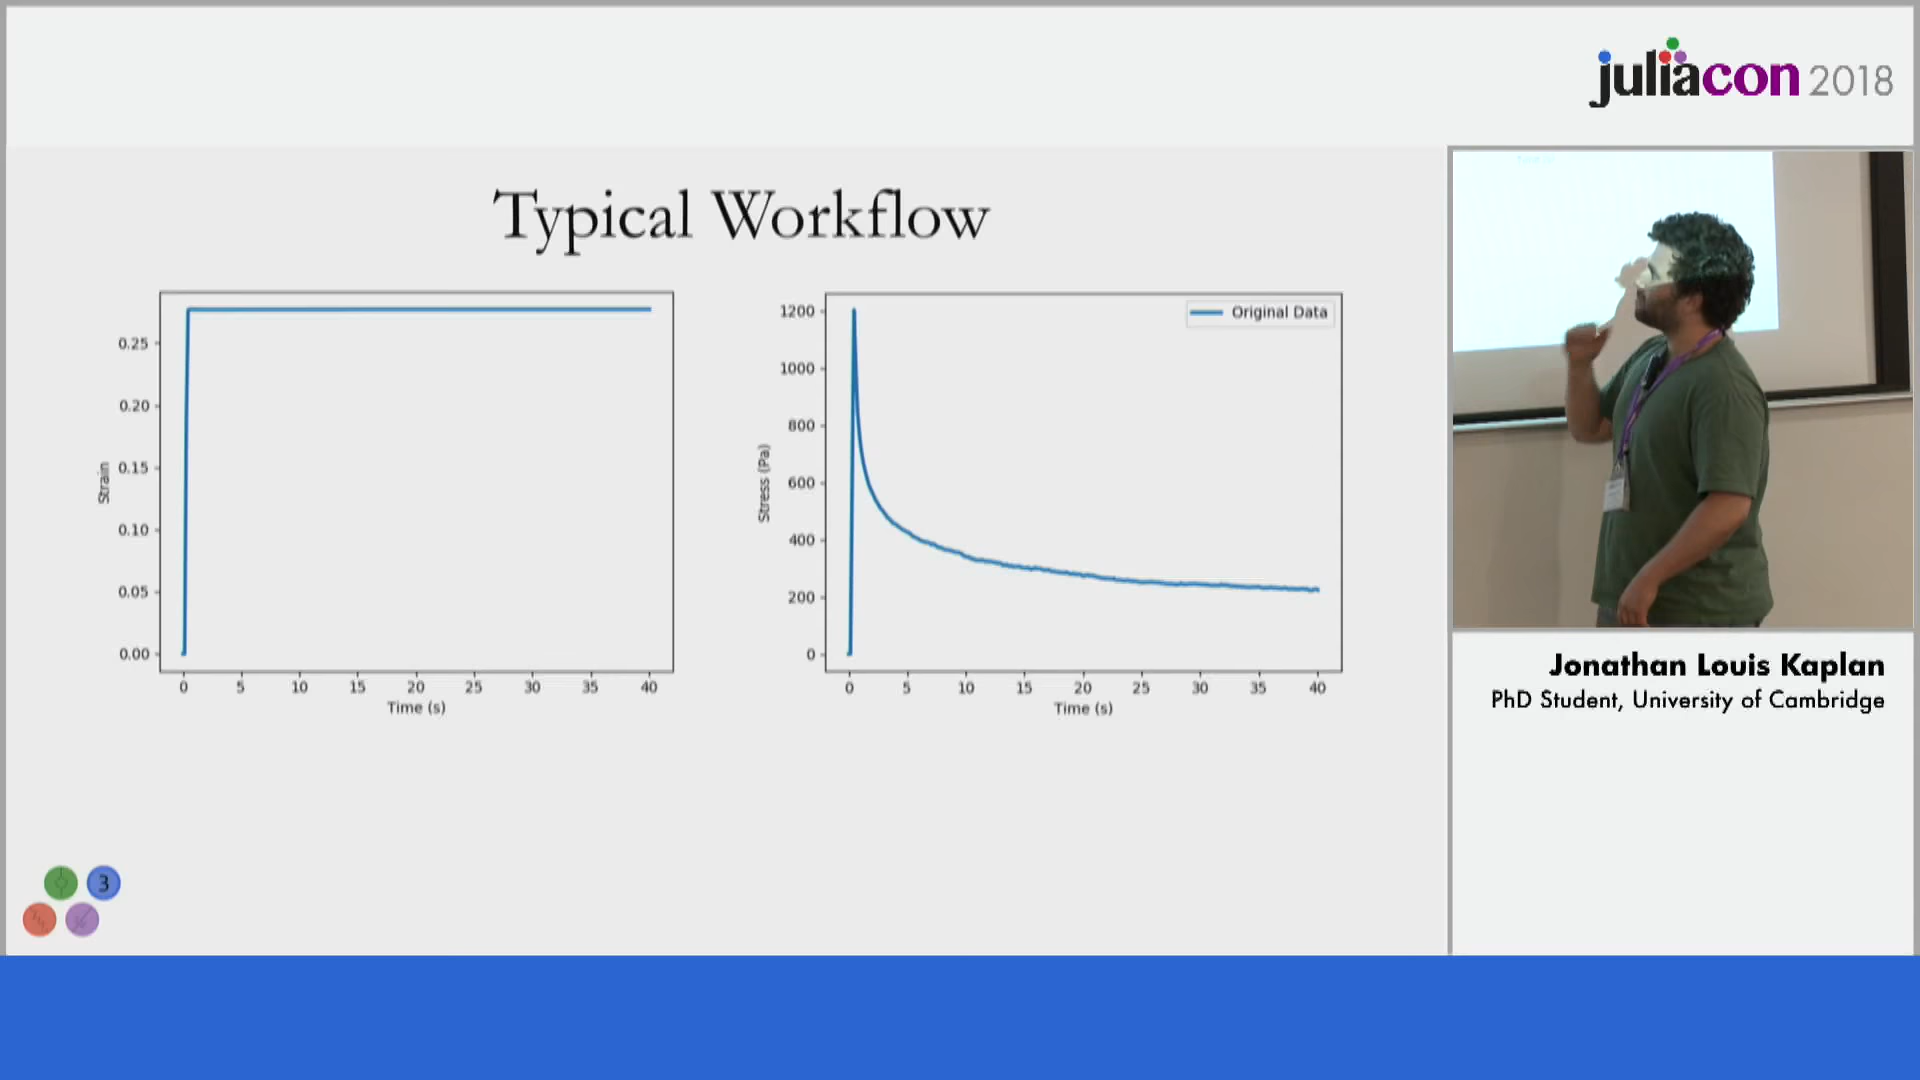 juliacon 2018
Typical Workflow
0.25
0.20
0.15
0.10
0.05
0.00
Strain
0 5 10 15 20 25 30 35 40
Time (s)
Original Data
1200
1000
800
600
400
200
0
Stress (Pa)
0 5 10 15 20 25 30 35 40
Time (s)
Jonathan Louis Kaplan
PhD Student, University of Cambridge
3